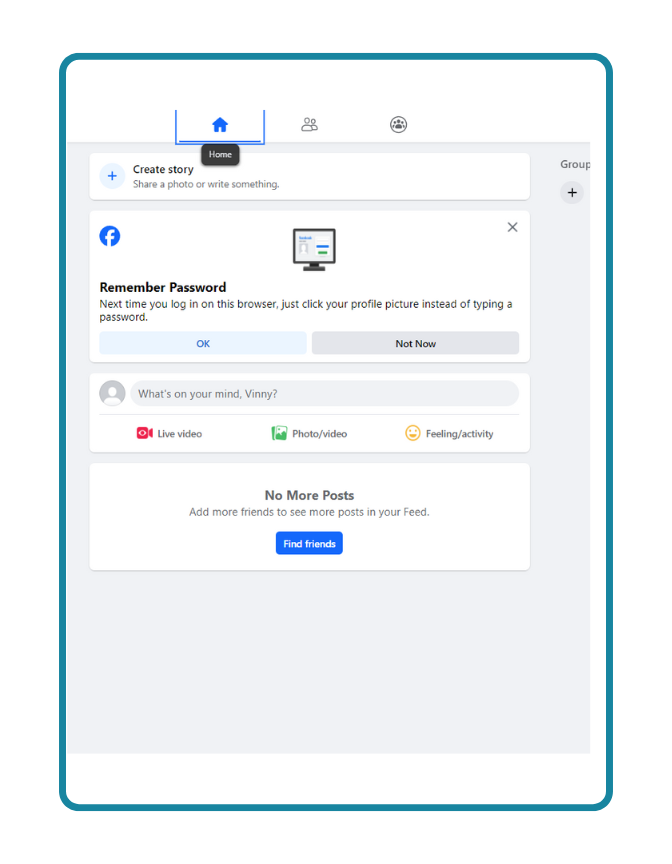 Home
Create story
Share a photo or write something.
Group
Remember Password
Next time you log in on this browser, just click your profile picture instead of typing a
password.
OK
Not Now
What's on your mind, Vinny?
Live video
Photo/video
Feeling/activity
No More Posts
Add more friends to see more posts in your Feed.
Find friends